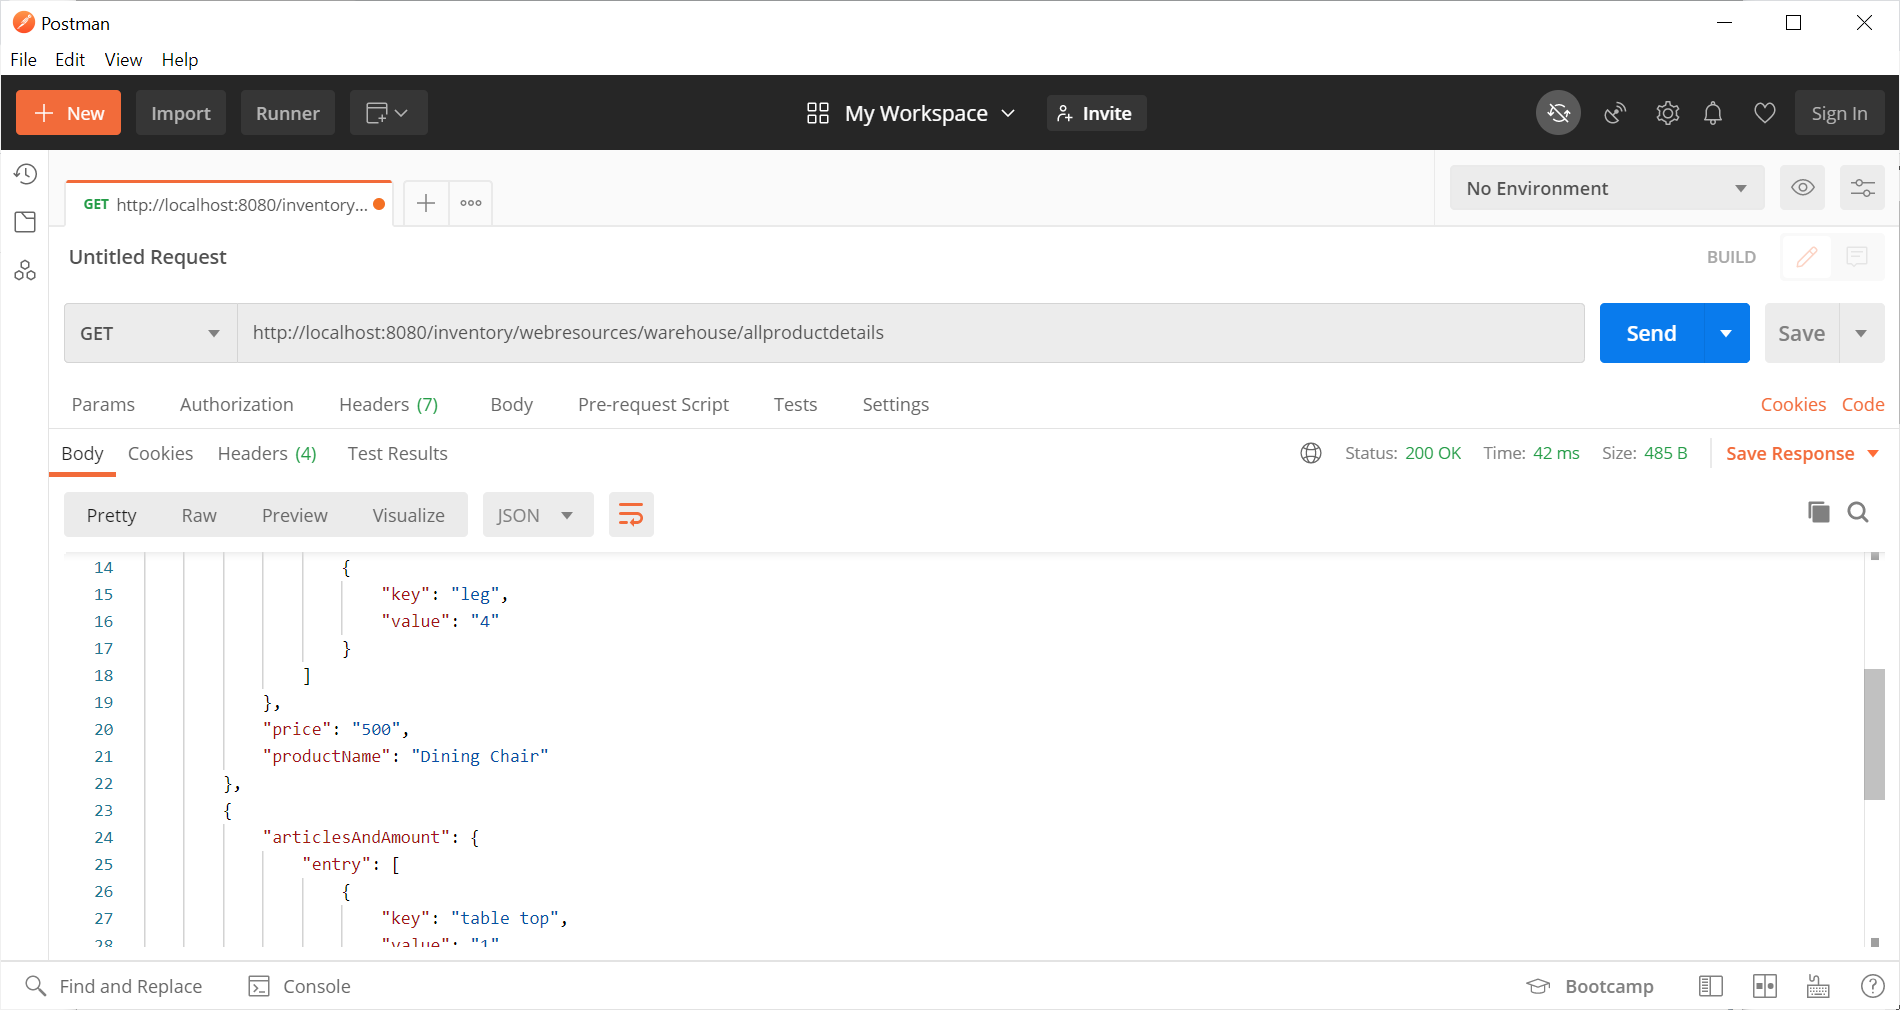 Postman
File Edit View Help
New Import Runner My Workspace Invite Sign In
GET http://localhost:8080/inventory... No Environment
Untitled Request BUILD
GET http://localhost:8080/inventory/webresources/warehouse/allproductdetails Send Save
Params Authorization Headers (7) Body Pre-request Script Tests Settings Cookies Code
Body Cookies Headers (4) Test Results Status: 200 OK Time: 42 ms Size: 485 B Save Response
Pretty Raw Preview Visualize JSON
14 {
15 "key": "leg",
16 "value": "4"
17 }
18 ]
19 },
20 "price": "500",
21 "productName": "Dining Chair"
22 },
23 {
24 "articlesAndAmount": {
25 "entry": [
26 {
27 "key": "table top",
28 "value": "1"
Find and Replace Console Bootcamp